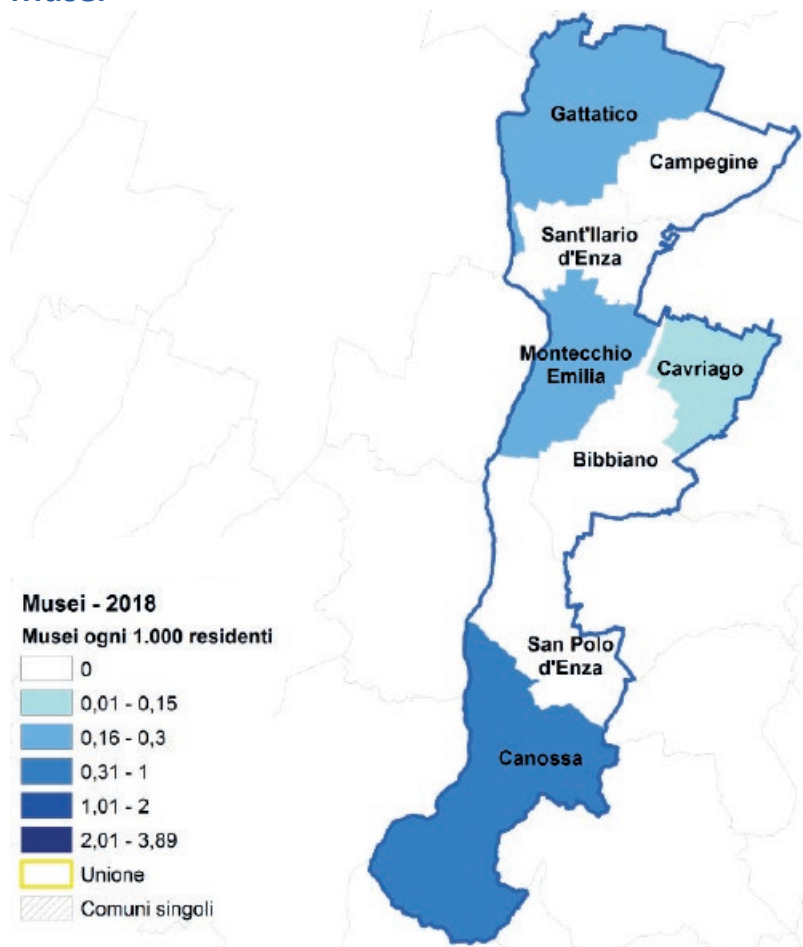 Musei
Gattatico
Campegine
Sant'Ilario
d'Enza
Montecchio
Emilia
Cavriago
Bibbiano
San Polo
d'Enza
Canossa
Musei - 2018
Musei ogni 1.000 residenti
0
0,01 - 0,15
0,16 - 0,3
0,31 - 1
1,01 - 2
2,01 - 3,89
Unione
Comuni singoli